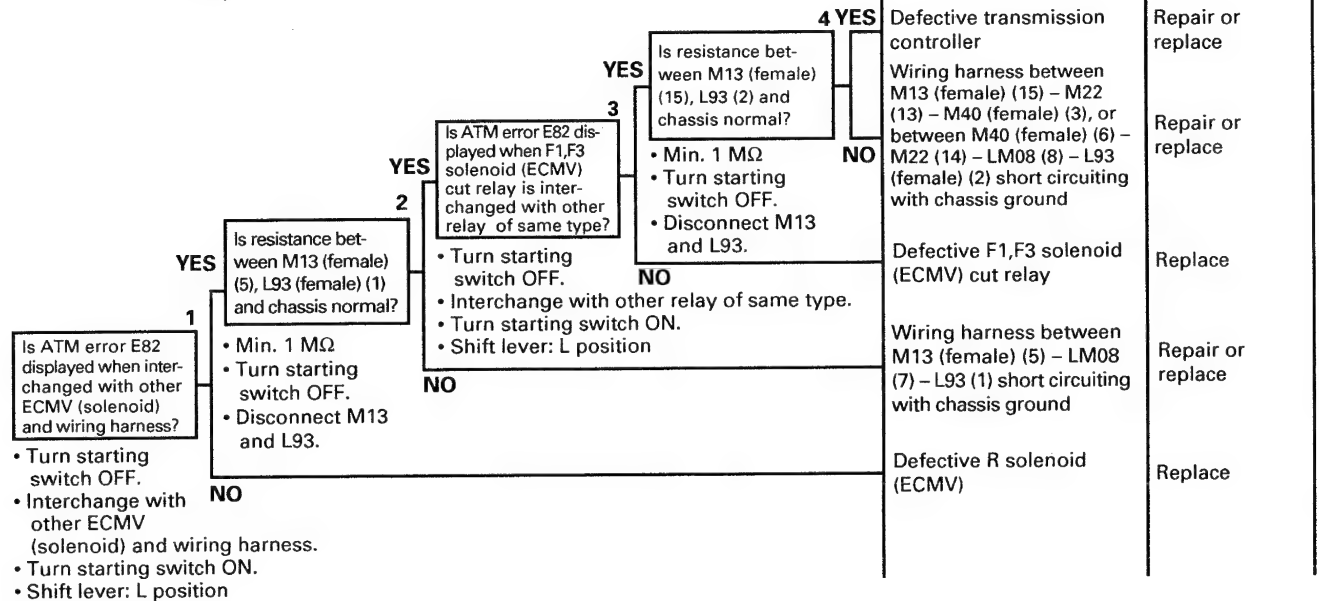 4 YES
Is resistance bet-
ween M13 (female)
(15), L93 (2) and
chassis normal?
• Min. 1 MΩ
• Turn starting
switch OFF.
• Disconnect M13
and L93.
NO
Defective transmission
controller
Repair or
replace
Wiring harness between
M13 (female) (15) – M22
(13) – M40 (female) (3), or
between M40 (female) (6) –
M22 (14) – LM08 (8) – L93
(female) (2) short circuiting
with chassis ground
Repair or
replace
YES
3
Is ATM error E82 dis-
played when F1,F3
solenoid (ECMV)
cut relay is inter-
changed with other
relay of same type?
• Turn starting
switch OFF.
• Interchange with other relay of same type.
• Turn starting switch ON.
• Shift lever: L position
NO
Defective F1,F3 solenoid
(ECMV) cut relay
Replace
YES
2
Is resistance bet-
ween M13 (female)
(5), L93 (female) (1)
and chassis normal?
• Min. 1 MΩ
• Turn starting
switch OFF.
• Disconnect M13
and L93.
NO
Wiring harness between
M13 (female) (5) – LM08
(7) – L93 (1) short circuiting
with chassis ground
Repair or
replace
YES
1
Is ATM error E82
displayed when inter-
changed with other
ECMV (solenoid)
and wiring harness?
• Turn starting
switch OFF.
• Interchange with
other ECMV
(solenoid) and wiring harness.
• Turn starting switch ON.
• Shift lever: L position
NO
Defective R solenoid
(ECMV)
Replace